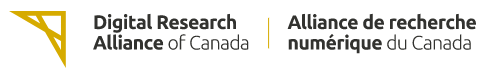 Digital Research
Alliance of Canada
Alliance de recherche
numérique du Canada